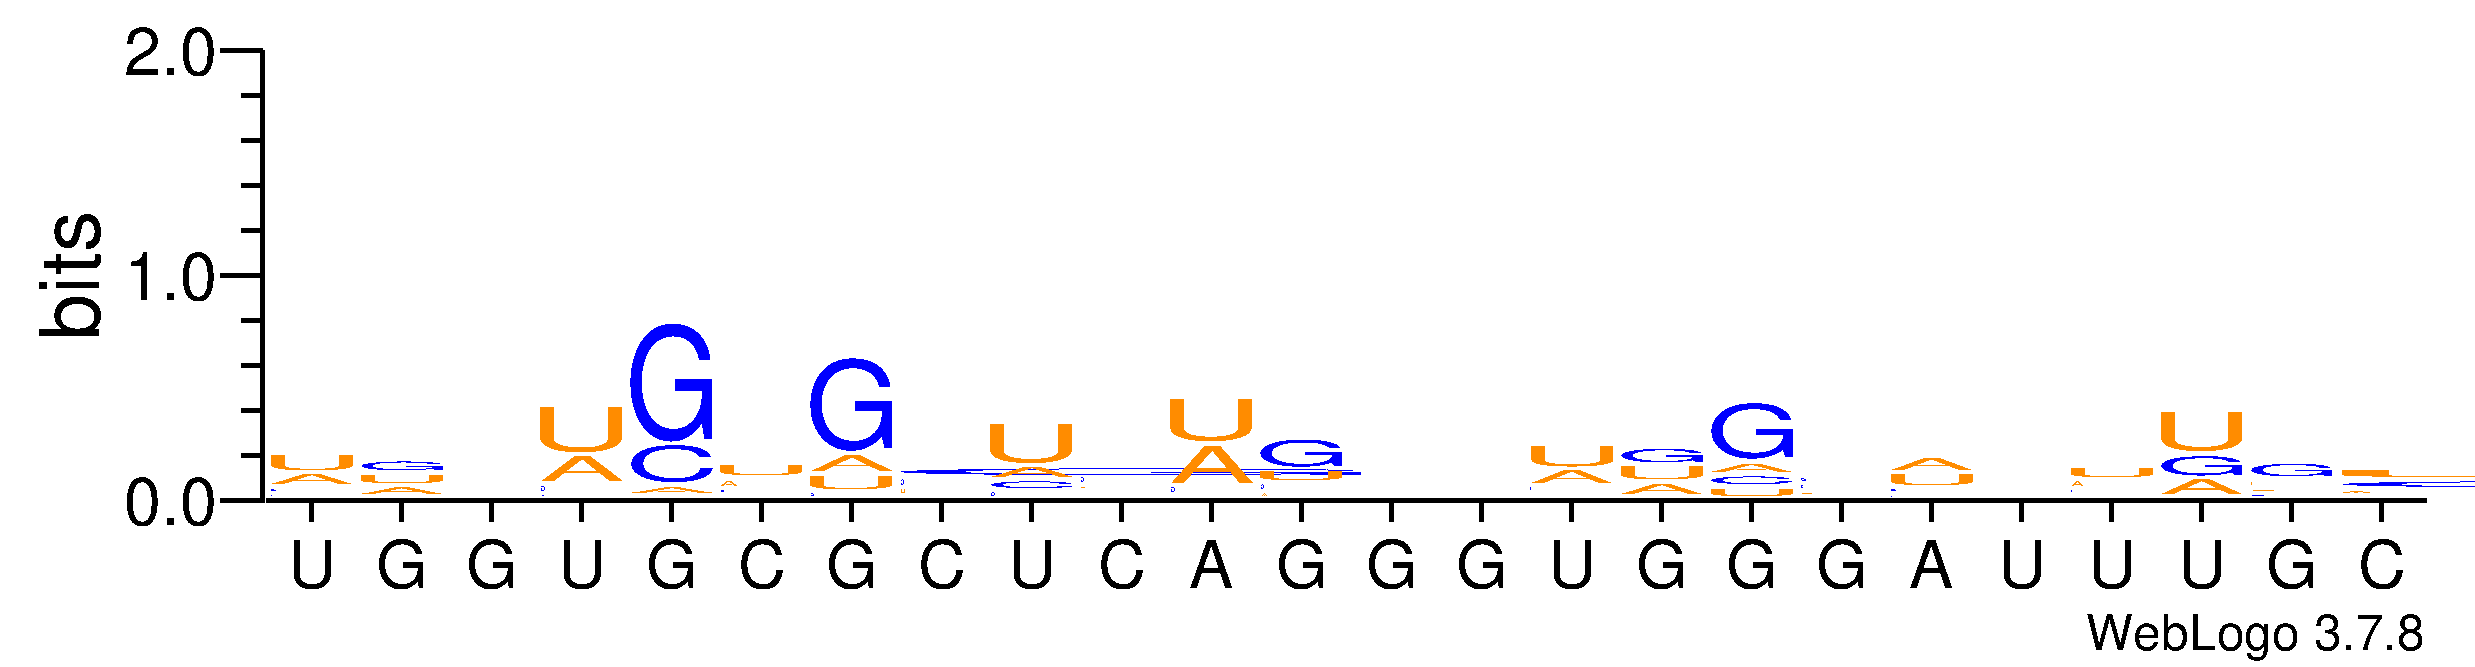 2.0
1.0
0.0
bits
U G U G G U U U G U G G A U U G
G A U A C A U A A G U A U U G A U G A
A A C U C U
U G G U G C G C U C A G G G U G G G A U U U G C
WebLogo 3.7.8